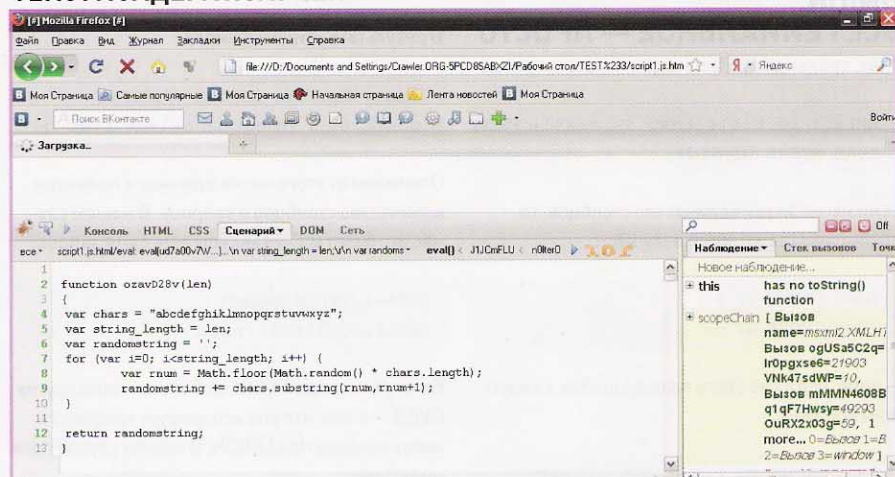 [#] Mozilla Firefox [#]
Файл Правка Вид Журнал Закладки Инструменты Справка
file:///D:/Documents and Settings/Crawler.ORG-5PCD85ABXZI/Рабочий стол/TEST%233/script1.js.htm Яндекс
Моя Страница Самые популярные Моя Страница Начальная страница Лента новостей Моя Страница
Поиск ВКонтакте Войти
Загрузка...
Консоль HTML CSS Сценарий DOM Сеть Off
все script1.js.html/eval: eval(ud7a00v7W...)...\n var string_length = len;\r\n var randoms eval() < J1JCmFLU < n0lterO Наблюдение Стек вызовов Точк
1 Новое наблюдение...
2 function ozavD28v(len)
3 {
4 var chars = "abcdefghiklmnopqrstuvwxyz";
5 var string_length = len;
6 var randomstring = '';
7 for (var i=0; i<string_length; i++) {
8 var rnum = Math.floor(Math.random() * chars.length);
9 randomstring += chars.substring(rnum,rnum+1);
10 }
11
12 return randomstring;
13 }
this has no toString()
function
scopeChain [ Вызов
name=msxml2.XMLHT
Вызов ogUSa5C2q=
Ir0pgxse6=21903
VNk47sdWP=10,
Вызов mMMN4608B
q1qF7Hwsy=49293
OuRX2x03g=59, 1
more... 0=Вызов 1=В
2=Вызов 3=window ]